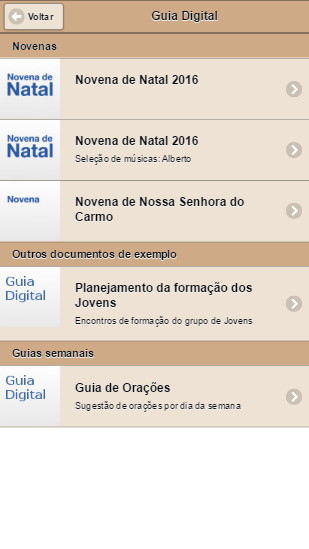 Voltar
Guia Digital
Novenas
Novena de
Natal
Novena de Natal 2016
Novena de
Natal
Novena de Natal 2016
Seleção de músicas: Alberto
Novena
Novena de Nossa Senhora do
Carmo
Outros documentos de exemplo
Guia
Digital
Planejamento da formação dos
Jovens
Encontros de formação do grupo de Jovens
Guias semanais
Guia
Digital
Guia de Orações
Sugestão de orações por dia da semana